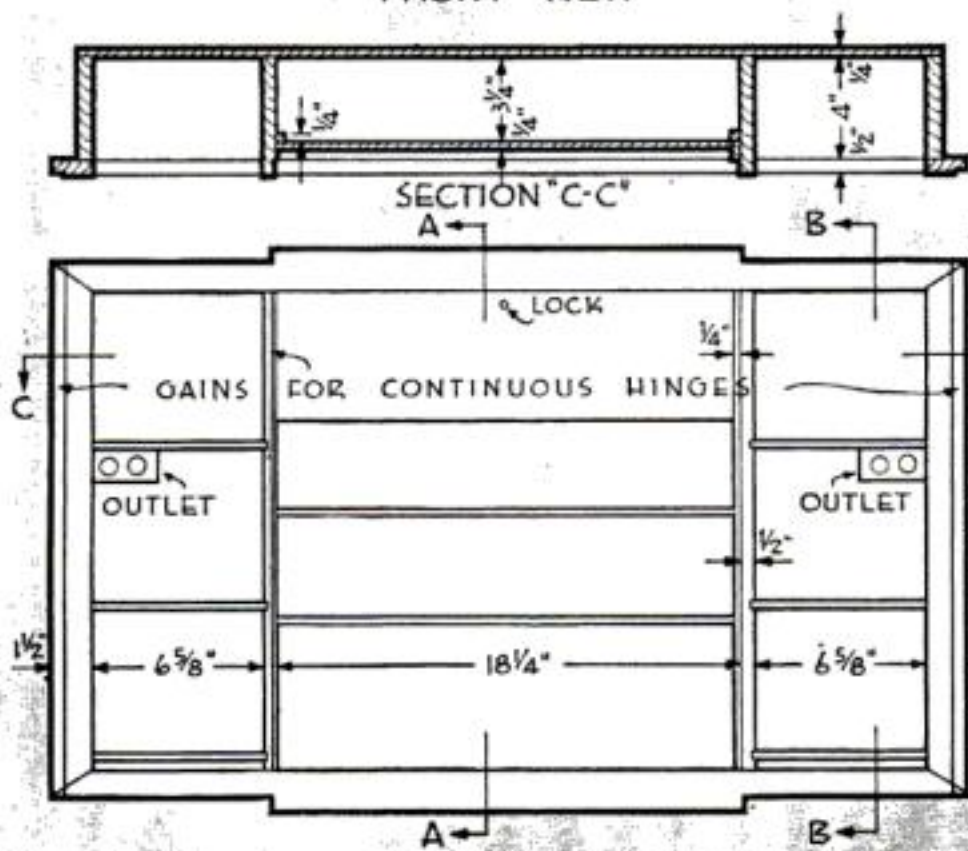 1/4"
3 1/4"
1/4"
1/4"
4"
1/2"
SECTION "C-C"
A
B
LOCK
1/4"
C
GAINS FOR CONTINUOUS HINGES
OUTLET
OUTLET
1/2"
1 1/2"
6 5/8"
18 1/4"
6 5/8"
A
B